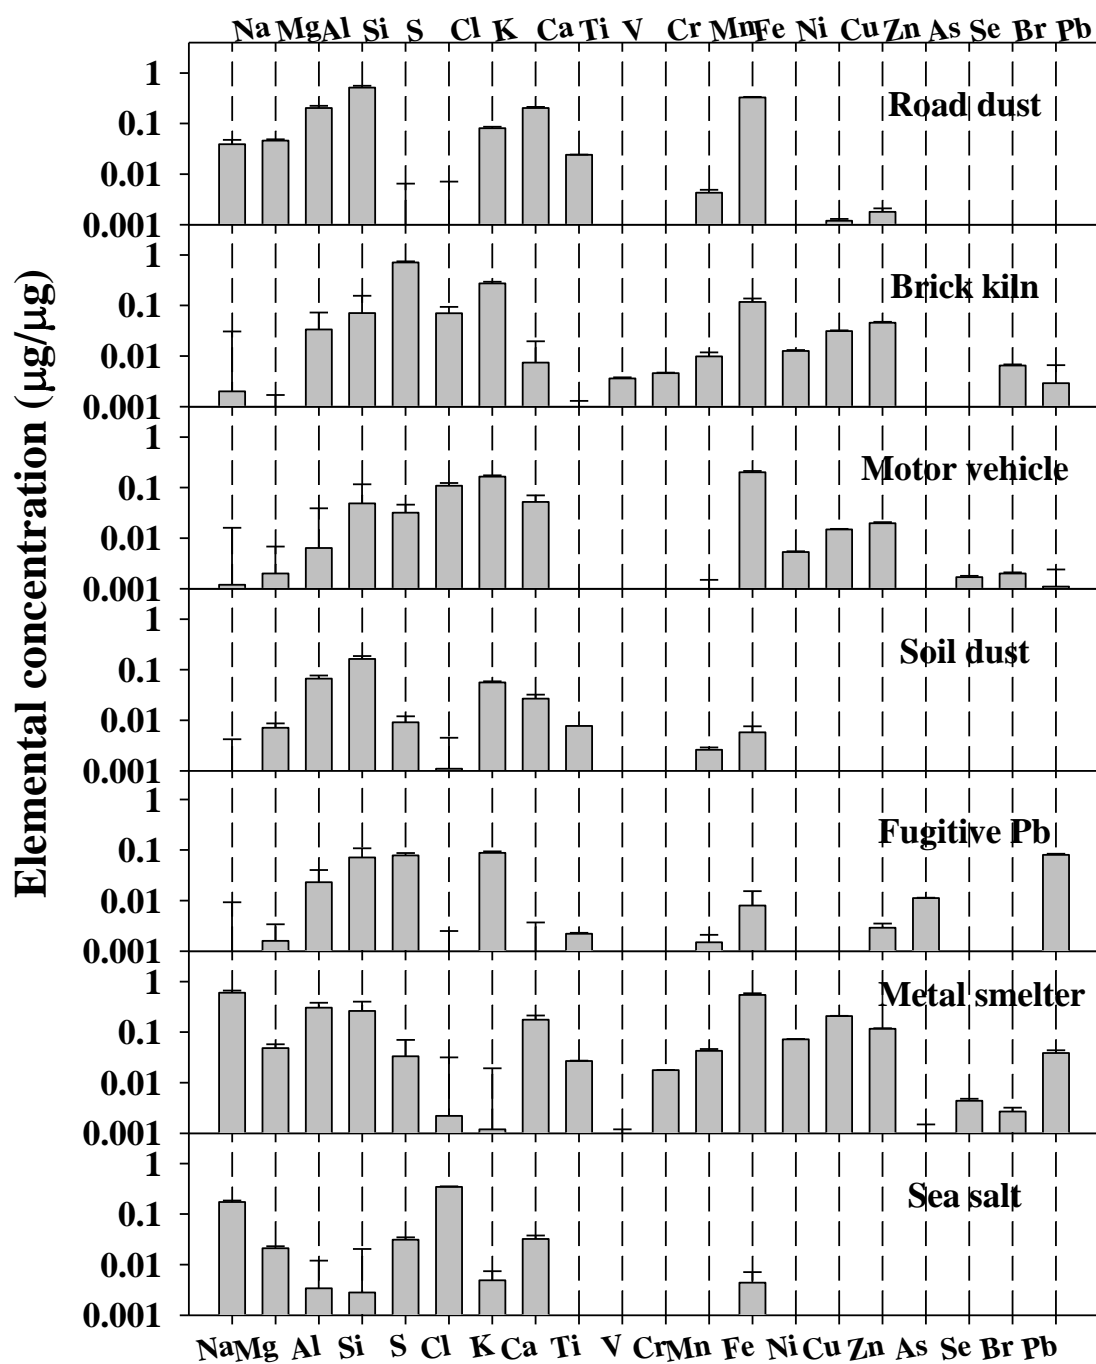 Na Mg Al Si S Cl K Ca Ti V Cr Mn Fe Ni Cu Zn As Se Br Pb
Elemental concentration (µg/µg)
1
0.1
0.01
0.001
Road dust
1
0.1
0.01
0.001
Brick kiln
1
0.1
0.01
0.001
Motor vehicle
1
0.1
0.01
0.001
Soil dust
1
0.1
0.01
0.001
Fugitive Pb
1
0.1
0.01
0.001
Metal smelter
1
0.1
0.01
0.001
Sea salt
Na Mg Al Si S Cl K Ca Ti V Cr Mn Fe Ni Cu Zn As Se Br Pb